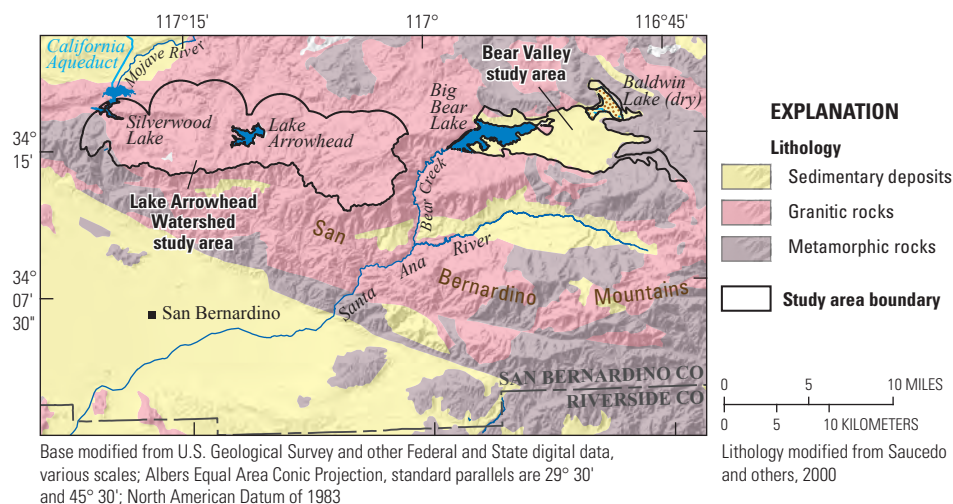 117°15'
117°
116°45'
California
Aqueduct
Mojave River
Bear Valley
study area
Big
Bear
Lake
Baldwin
Lake (dry)
34°
15'
Silverwood
Lake
Lake
Arrowhead
Lake Arrowhead
Watershed
study area
Bear Creek
San
Bernardino
Mountains
Santa Ana River
34°
07'
30"
San Bernardino
SAN BERNARDINO CO
RIVERSIDE CO
EXPLANATION
Lithology
Sedimentary deposits
Granitic rocks
Metamorphic rocks
Study area boundary
0 5 10 MILES
0 5 10 KILOMETERS
Base modified from U.S. Geological Survey and other Federal and State digital data,
various scales; Albers Equal Area Conic Projection, standard parallels are 29° 30'
and 45° 30'; North American Datum of 1983
Lithology modified from Saucedo
and others, 2000